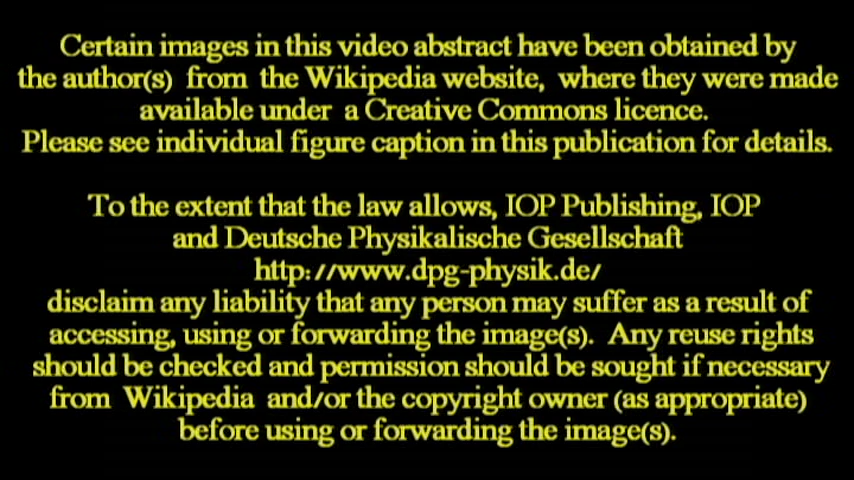 Certain images in this video abstract have been obtained by
the author(s) from the Wikipedia website, where they were made
available under a Creative Commons licence.
Please see individual figure caption in this publication for details.
To the extent that the law allows, IOP Publishing, IOP
and Deutsche Physikalische Gesellschaft
http://www.dpg-physik.de/
disclaim any liability that any person may suffer as a result of
accessing, using or forwarding the image(s). Any reuse rights
should be checked and permission should be sought if necessary
from Wikipedia and/or the copyright owner (as appropriate)
before using or forwarding the image(s).